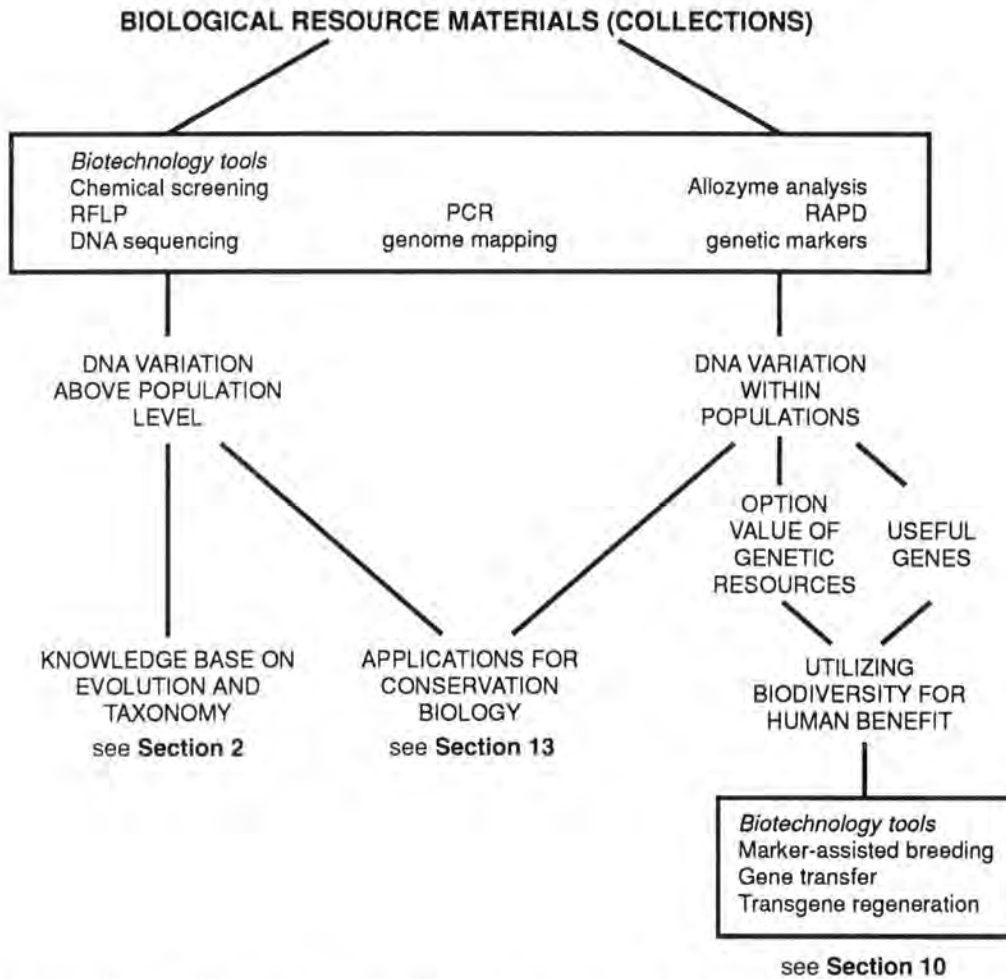 BIOLOGICAL RESOURCE MATERIALS (COLLECTIONS)
Biotechnology tools
Chemical screening
RFLP
DNA sequencing
PCR
genome mapping
Allozyme analysis
RAPD
genetic markers
DNA VARIATION
ABOVE POPULATION
LEVEL
DNA VARIATION
WITHIN
POPULATIONS
OPTION
VALUE OF
GENETIC
RESOURCES
USEFUL
GENES
KNOWLEDGE BASE ON
EVOLUTION AND
TAXONOMY
see Section 2
APPLICATIONS FOR
CONSERVATION
BIOLOGY
see Section 13
UTILIZING
BIODIVERSITY FOR
HUMAN BENEFIT
Biotechnology tools
Marker-assisted breeding
Gene transfer
Transgene regeneration
see Section 10